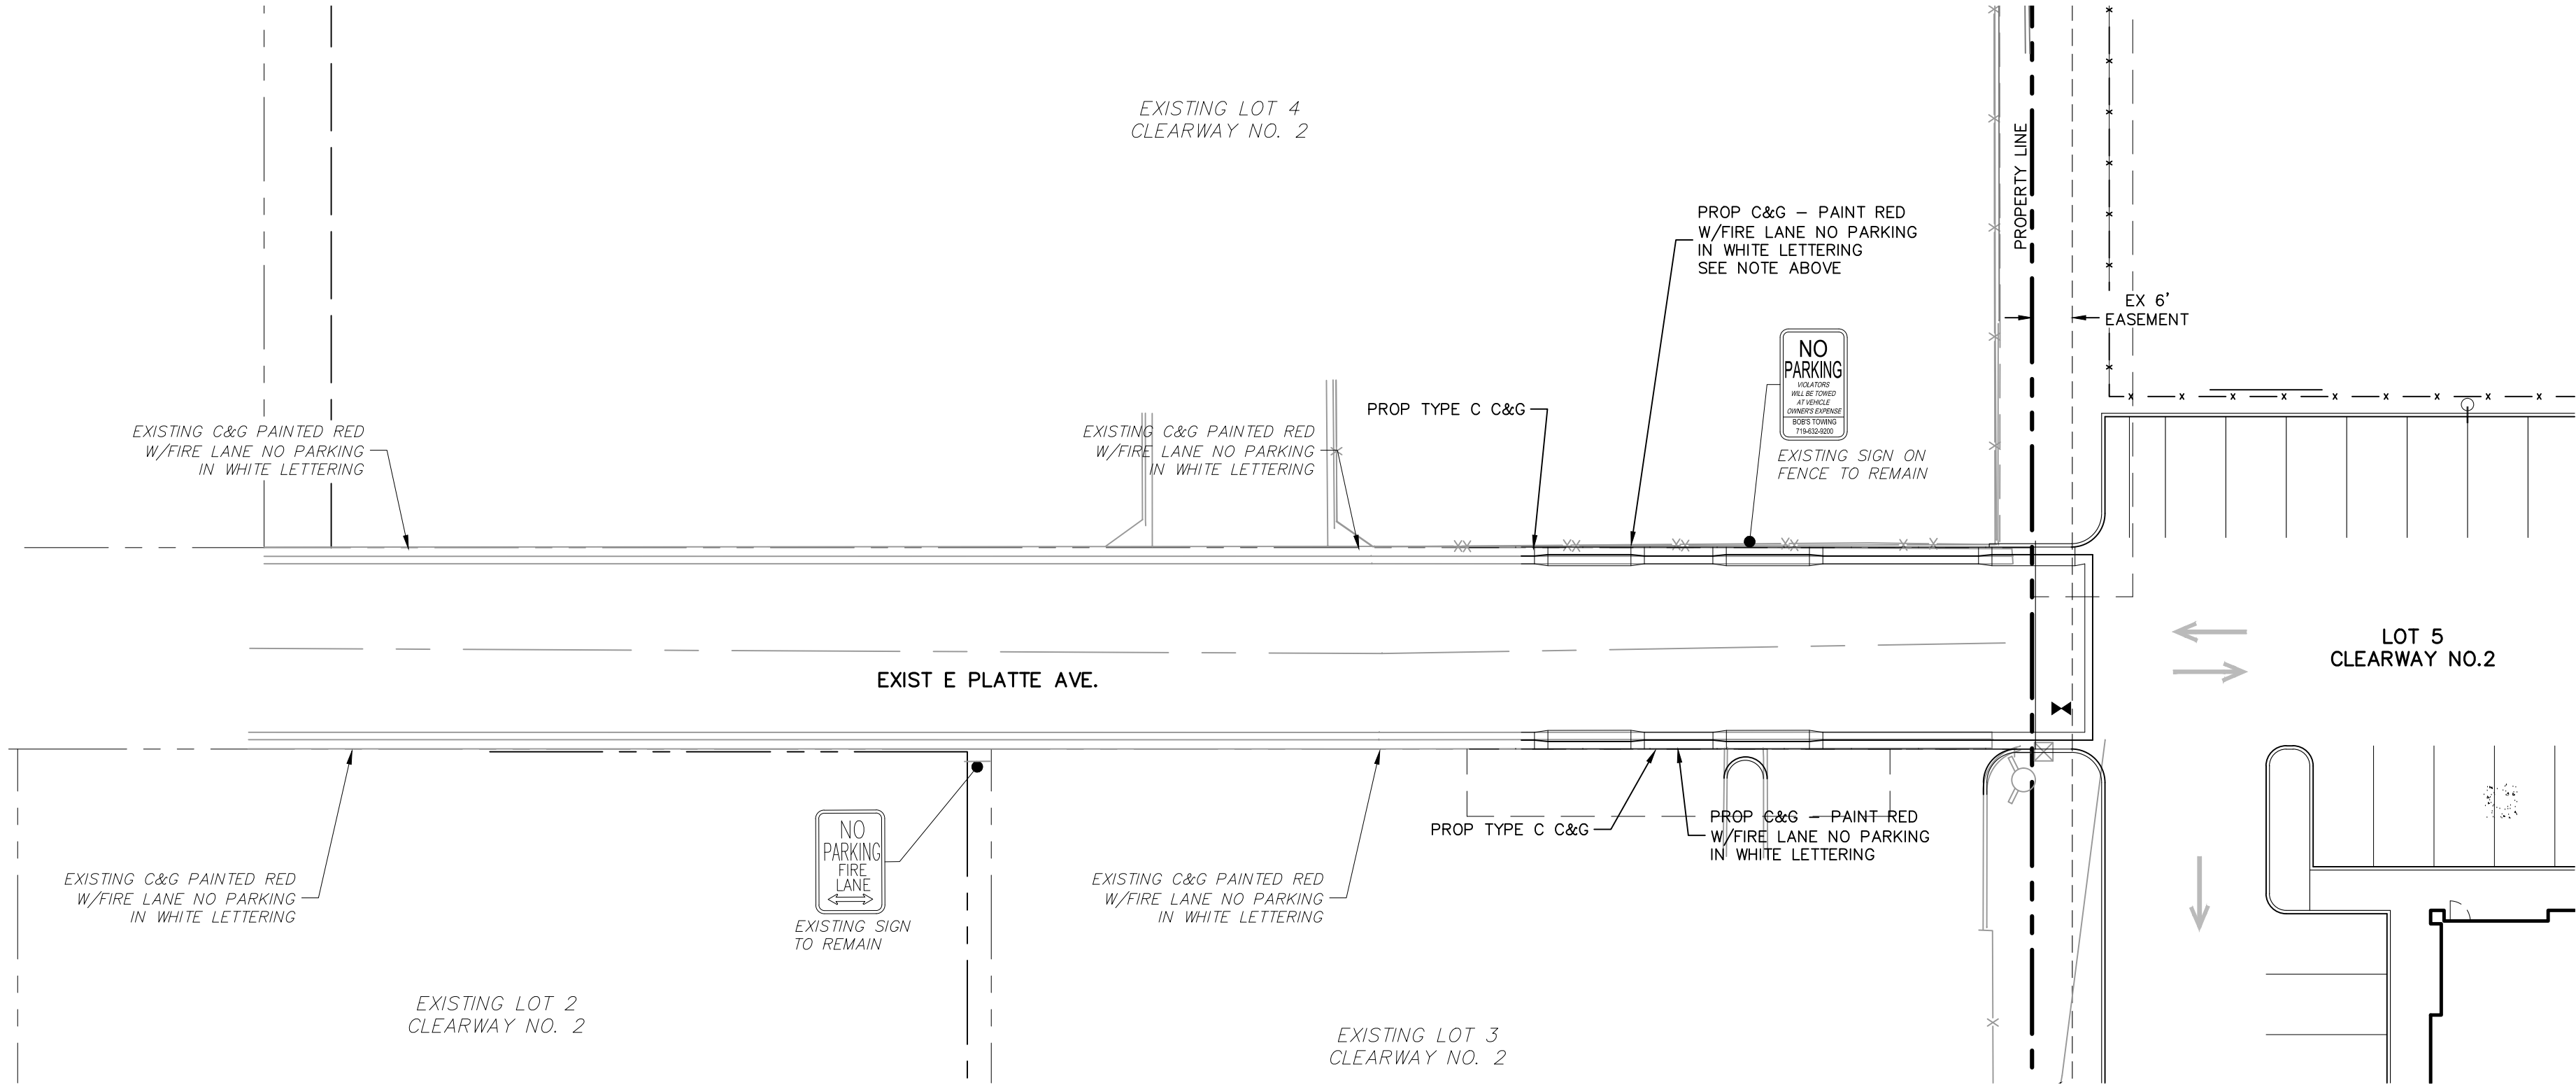 EXISTING LOT 4
CLEARWAY NO. 2
PROPERTY LINE
PROP C&G – PAINT RED
W/FIRE LANE NO PARKING
IN WHITE LETTERING
SEE NOTE ABOVE
EX 6'
EASEMENT
NO
PARKING
VIOLATORS
WILL BE TOWED
AT VEHICLE
OWNER'S EXPENSE
BOB'S TOWING
719-632-9200
EXISTING SIGN ON
FENCE TO REMAIN
PROP TYPE C C&G
EXISTING C&G PAINTED RED
W/FIRE LANE NO PARKING
IN WHITE LETTERING
EXISTING C&G PAINTED RED
W/FIRE LANE NO PARKING
IN WHITE LETTERING
EXIST E PLATTE AVE.
LOT 5
CLEARWAY NO.2
PROP TYPE C C&G
PROP C&G – PAINT RED
W/FIRE LANE NO PARKING
IN WHITE LETTERING
NO
PARKING
FIRE
LANE
EXISTING SIGN
TO REMAIN
EXISTING C&G PAINTED RED
W/FIRE LANE NO PARKING
IN WHITE LETTERING
EXISTING C&G PAINTED RED
W/FIRE LANE NO PARKING
IN WHITE LETTERING
EXISTING LOT 2
CLEARWAY NO. 2
EXISTING LOT 3
CLEARWAY NO. 2